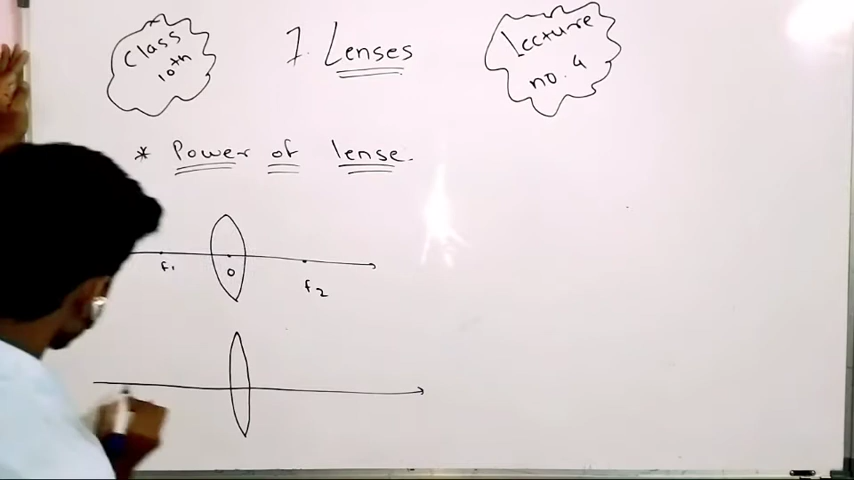 Class
10th
7. Lenses
Lecture
no. 4
* Power of lense.
F1
O
F2